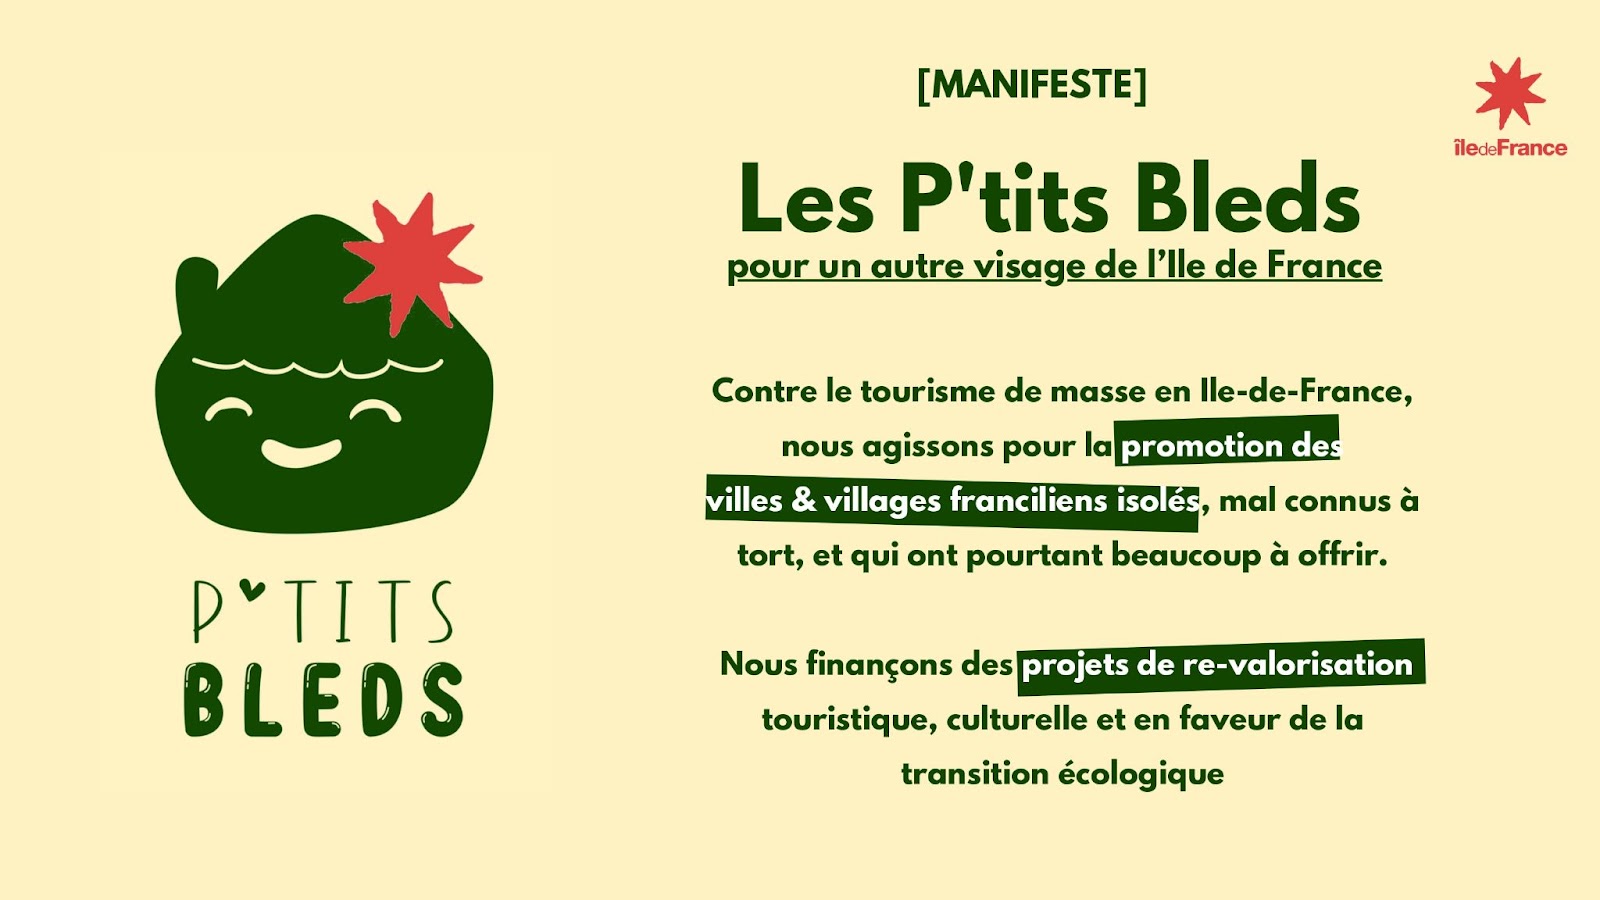 [MANIFESTE]
îledeFrance
Les P'tits Bleds
pour un autre visage de l’Ile de France
Contre le tourisme de masse en Ile-de-France,
nous agissons pour la promotion des
villes & villages franciliens isolés, mal connus à
tort, et qui ont pourtant beaucoup à offrir.
Nous finançons des projets de re-valorisation
touristique, culturelle et en faveur de la
transition écologique
P'TITS
BLEDS